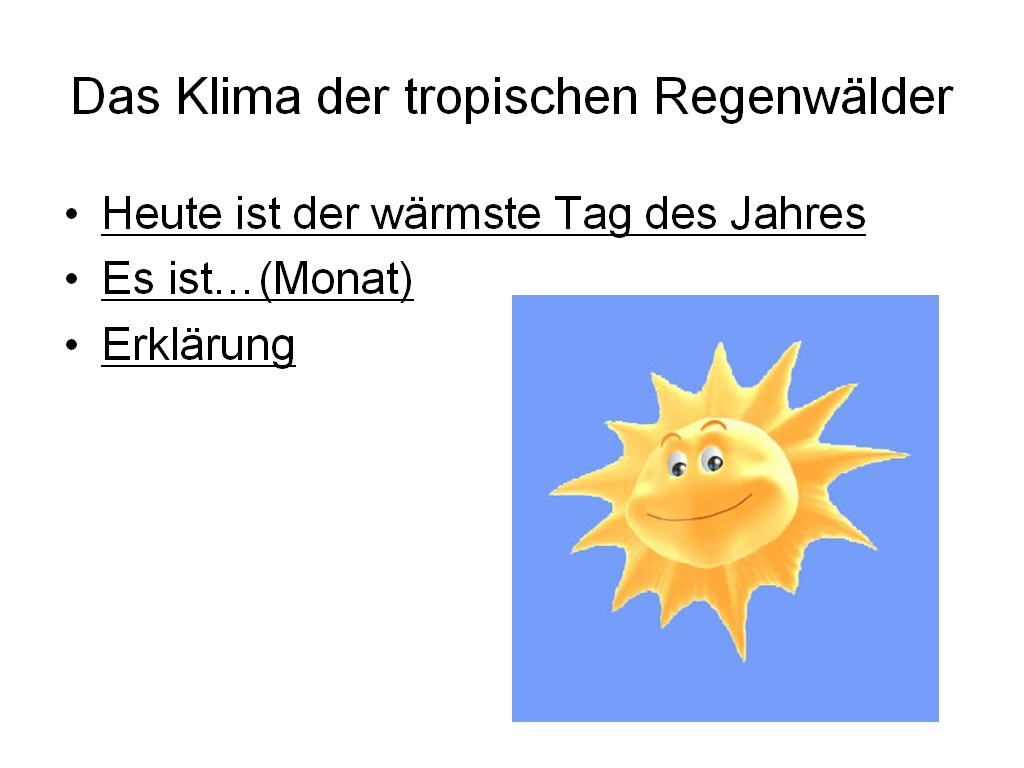 Das Klima der tropischen Regenwälder
• Heute ist der wärmste Tag des Jahres
• Es ist…(Monat)
• Erklärung